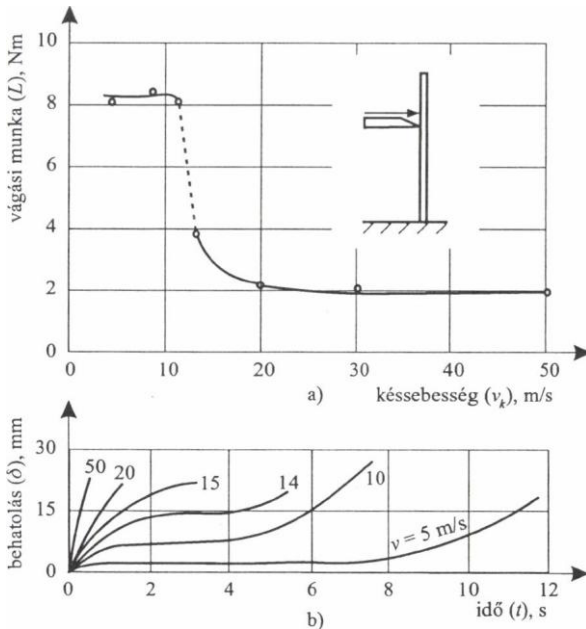 vágási munka (L), Nm
10
8
6
4
2
0
0 10 20 30 40 50
a) késsebesség (vₖ), m/s
behatolás (δ), mm
30
15
0
50
20
15
14
10
v = 5 m/s
0 2 4 6 8 10 12
b) idő (t), s